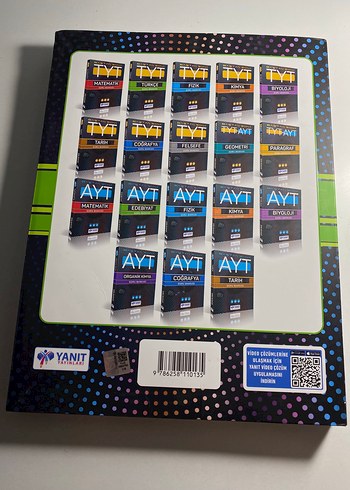 TYT TYT TYT TYT TYT
MATEMATİK TÜRKÇE FİZİK KİMYA BİYOLOJİ
TYT TYT TYT TYT AYT TYT AYT
TARİH COĞRAFYA FELSEFE GEOMETRİ PARAGRAF
AYT AYT AYT AYT AYT
MATEMATİK EDEBİYAT FİZİK KİMYA BİYOLOJİ
AYT AYT AYT
ORGANİK KİMYA COĞRAFYA TARİH
YANIT
YAYINLARI
9 786258 110135
VİDEO ÇÖZÜMLERİNE
ULAŞMAK İÇİN
YANIT VİDEO ÇÖZÜM
UYGULAMASINI
İNDİRİN